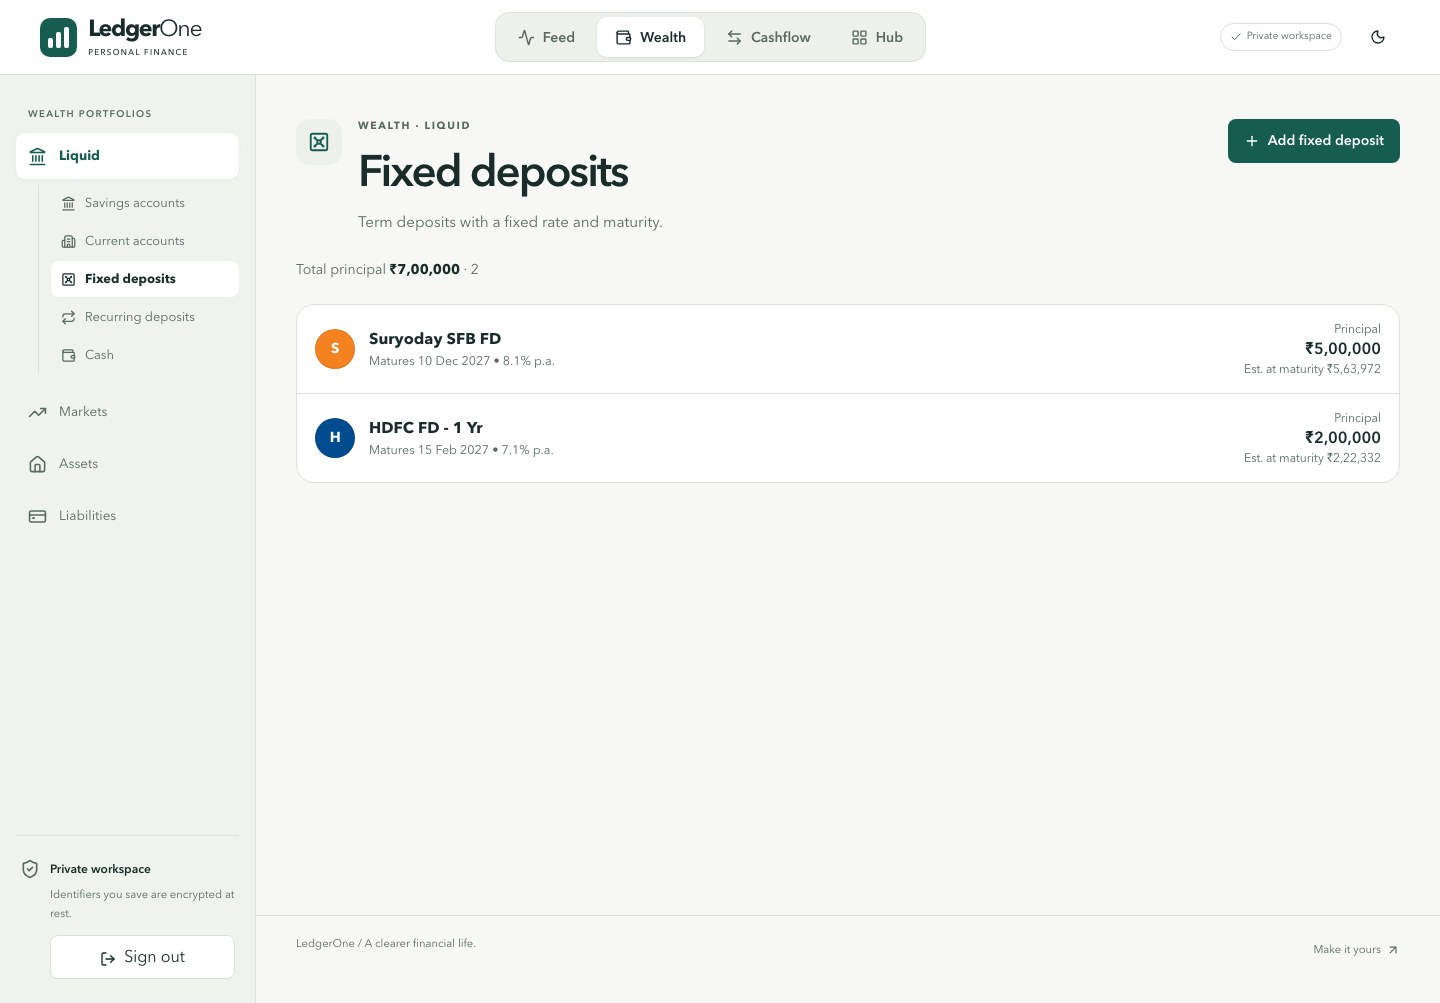 LedgerOne
PERSONAL FINANCE
Feed
Wealth
Cashflow
Hub
Private workspace
WEALTH PORTFOLIOS
Liquid
Savings accounts
Current accounts
Fixed deposits
Recurring deposits
Cash
Markets
Assets
Liabilities
Private workspace
Identifiers you save are encrypted at
rest.
Sign out
WEALTH · LIQUID
Fixed deposits
Term deposits with a fixed rate and maturity.
Add fixed deposit
Total principal ₹7,00,000 · 2
S
Suryoday SFB FD
Matures 10 Dec 2027 • 8.1% p.a.
Principal
₹5,00,000
Est. at maturity ₹5,63,972
H
HDFC FD - 1 Yr
Matures 15 Feb 2027 • 7.1% p.a.
Principal
₹2,00,000
Est. at maturity ₹2,22,332
LedgerOne / A clearer financial life.
Make it yours